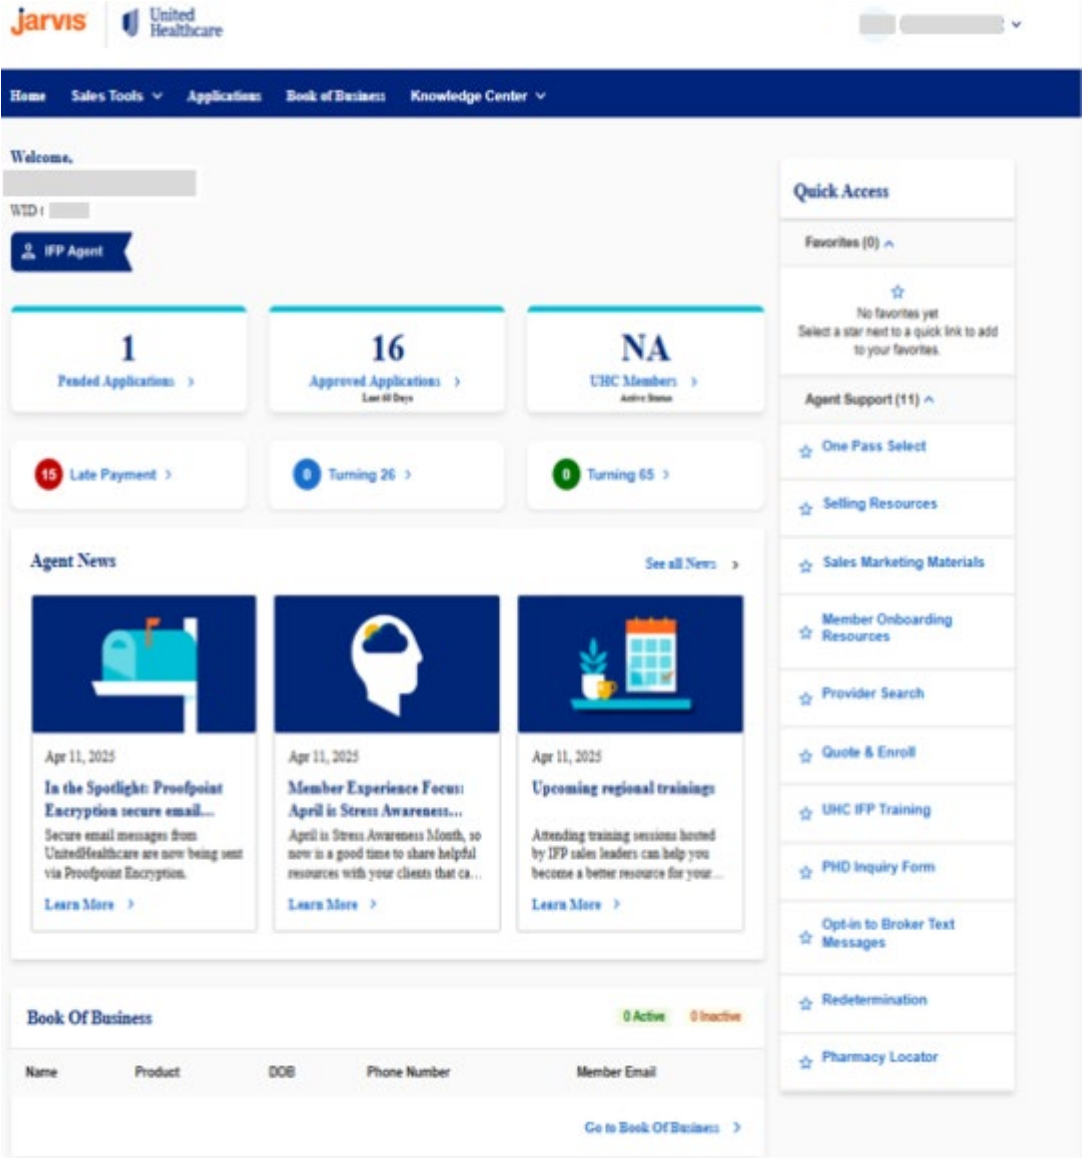 jarvis
United
Healthcare
Home Sales Tools Applications Book of Business Knowledge Center
Welcome,
WID
IFP Agent
1
Pended Applications
16
Approved Applications
Last 60 Days
NA
UHC Members
Active Status
15 Late Payment
0 Turning 26
0 Turning 65
Agent News
See all News
Apr 11, 2025
In the Spotlight: Proofpoint
Encryption secure email...
Secure email messages from
UnitedHealthcare are now being sent
via Proofpoint Encryption.
Learn More
Apr 11, 2025
Member Experience Focus:
April is Stress Awareness...
April is Stress Awareness Month, so
now is a good time to share helpful
resources with your clients that ca...
Learn More
Apr 11, 2025
Upcoming regional trainings
Attending training sessions hosted
by IFP sales leaders can help you
become a better resource for your...
Learn More
Book Of Business
0 Active 0 Inactive
Name Product DOB Phone Number Member Email
Go to Book Of Business
Quick Access
Favorites (0)
No favorites yet
Select a star next to a quick link to add
to your favorites.
Agent Support (11)
One Pass Select
Selling Resources
Sales Marketing Materials
Member Onboarding
Resources
Provider Search
Quote & Enroll
UHC IFP Training
PHD Inquiry Form
Opt-in to Broker Text
Messages
Redetermination
Pharmacy Locator